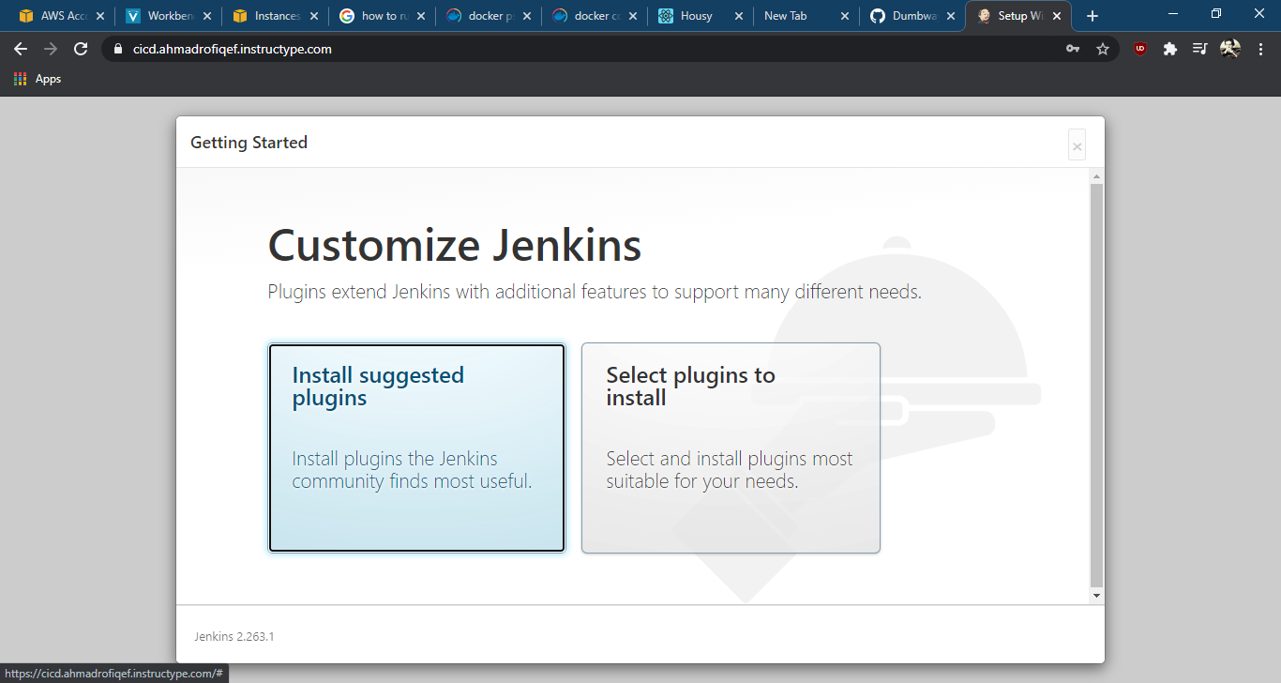 AWS Acc
Workben
Instances
how to ru
docker p
docker c
Housy
New Tab
Dumbwa
Setup Wi
cicd.ahmadrofiqef.instructype.com
Apps
Getting Started
Customize Jenkins
Plugins extend Jenkins with additional features to support many different needs.
Install suggested
plugins
Install plugins the Jenkins
community finds most useful.
Select plugins to
install
Select and install plugins most
suitable for your needs.
Jenkins 2.263.1
https://cicd.ahmadrofiqef.instructype.com/#